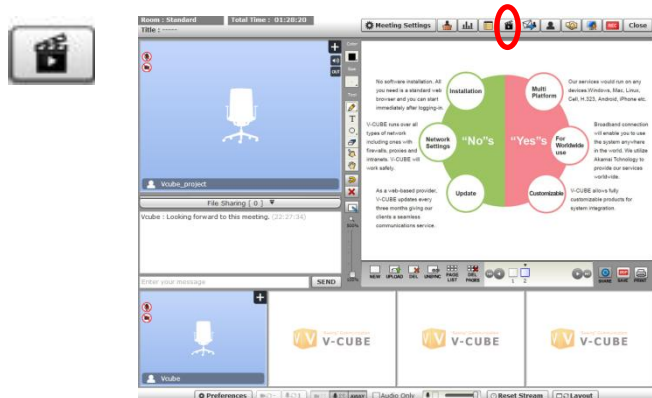 Room : Standard
Total Time : 01:28:20
Title : -----
Meeting Settings
Close
OUT
No software installation. All
you need is a standard web
browser and you can start
immediately after logging-in.
Installation
Multi
Platform
Our services would run on any
devices.Windows, Mac, Linux,
Cell, H.323, Android, iPhone etc.
V-CUBE runs over all
types of network
including ones with
firewalls, proxies and
intranets. V-CUBE will
work safely.
Network
Settings
"No"s
"Yes"s
For
Worldwide
use
Broadband connection
will enable you to use
the system anywhere
in the world. We utilize
Akamai Tehnology to
provide our services
worldwide.
As a web-based provider,
V-CUBE updates every
three months giving our
clients a seamless
communications service.
Update
Customizable
V-CUBE allows fully
customizable products for
system integration.
Vcube_project
File Sharing [ 0 ]
Vcube : Looking forward to this meeting. (22:27:34)
Enter your message
SEND
NEW
UPLOAD
DEL
UNSYNC
PAGE
LIST
DEL
PAGES
1
2
SHARE
SAVE
PRINT
V-CUBE
V-CUBE
V-CUBE
Vcube
Preferences
AWAY
Audio Only
Reset Stream
Layout